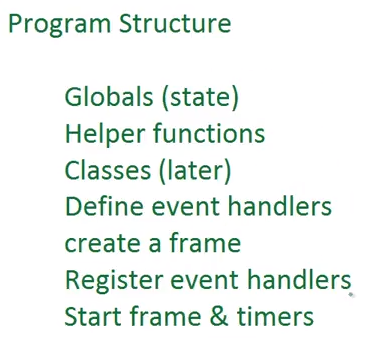 Program Structure
Globals (state)
Helper functions
Classes (later)
Define event handlers
create a frame
Register event handlers
Start frame & timers